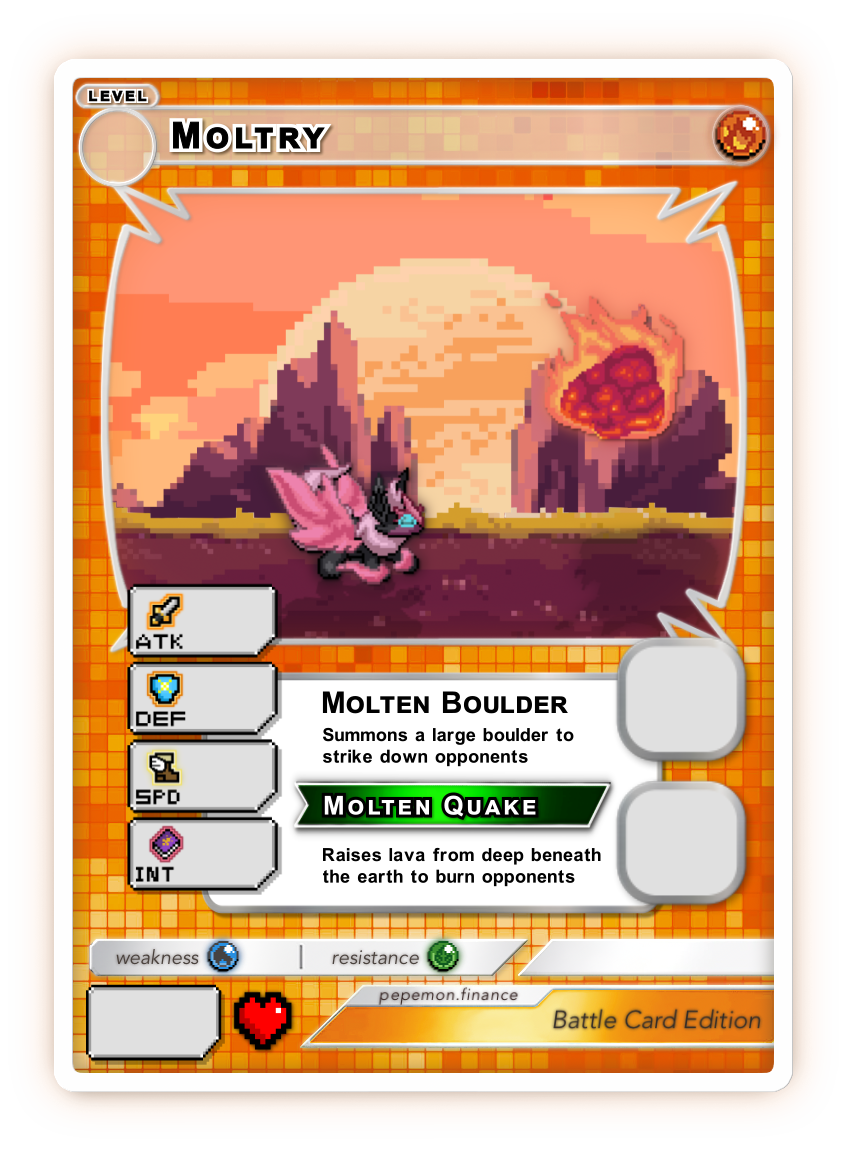 LEVEL
MOLTRY
ATK
DEF
SPD
INT
MOLTEN BOULDER
Summons a large boulder to
strike down opponents
MOLTEN QUAKE
Raises lava from deep beneath
the earth to burn opponents
weakness | resistance
pepemon.finance
Battle Card Edition